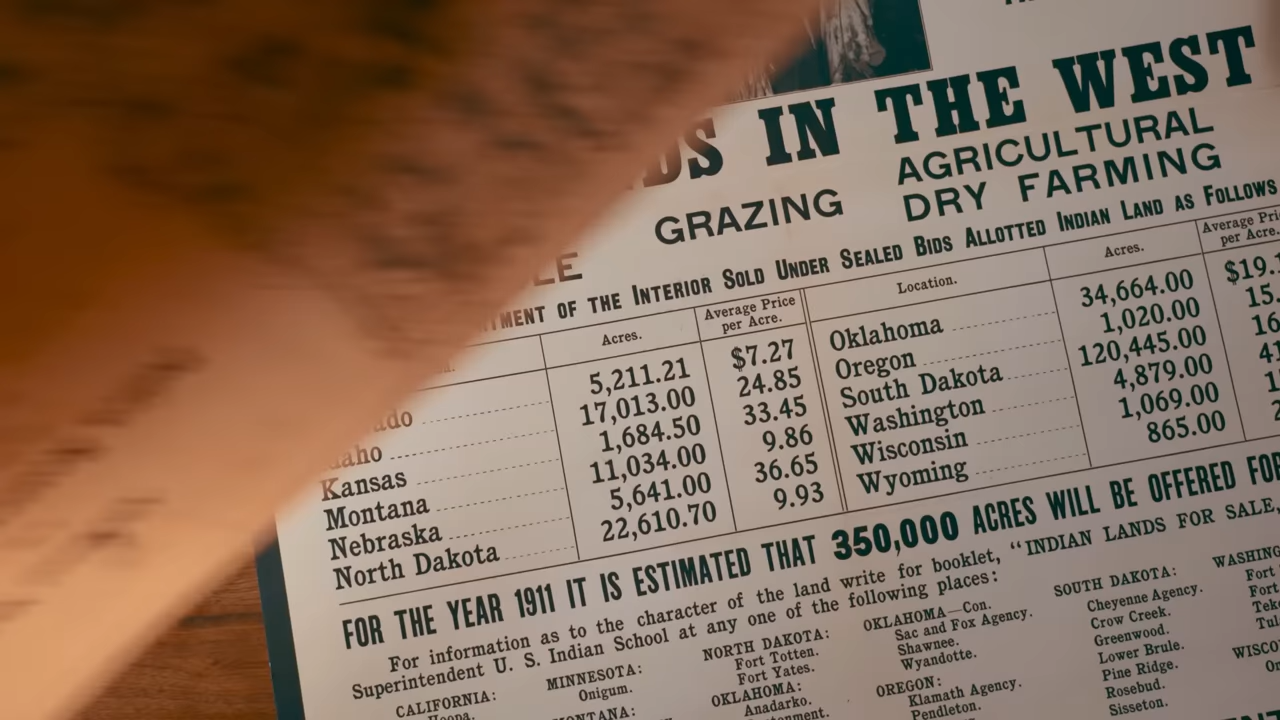 IN THE WEST
GRAZING AGRICULTURAL
DRY FARMING
OF THE INTERIOR SOLD UNDER SEALED BIDS ALLOTTED INDIAN LAND AS FOLLOWS
Acres. Average Price per Acre. Location. Acres. Average per Acre.
5,211.21 $7.27 Oklahoma 34,664.00
17,013.00 24.85 Oregon 1,020.00
Kansas 1,684.50 33.45 South Dakota 120,445.00
Montana 11,034.00 9.86 Washington 4,879.00
Nebraska 5,641.00 36.65 Wisconsin 1,069.00
North Dakota 22,610.70 9.93 Wyoming 865.00
FOR THE YEAR 1911 IT IS ESTIMATED THAT 350,000 ACRES WILL BE OFFERED FOR
For information as to the character of the land write for booklet, "INDIAN LANDS FOR SALE,
Superintendent U. S. Indian School at any one of the following places:
CALIFORNIA:
MINNESOTA:
Onigum.
NORTH DAKOTA:
Fort Totten.
Fort Yates.
OKLAHOMA:
Anadarko.
OKLAHOMA—Con.
Sac and Fox Agency.
Shawnee.
Wyandotte.
OREGON:
Klamath Agency.
Pendleton.
SOUTH DAKOTA:
Cheyenne Agency.
Crow Creek.
Greenwood.
Lower Brule.
Pine Ridge.
Rosebud.
Sisseton.
Fort
Fort